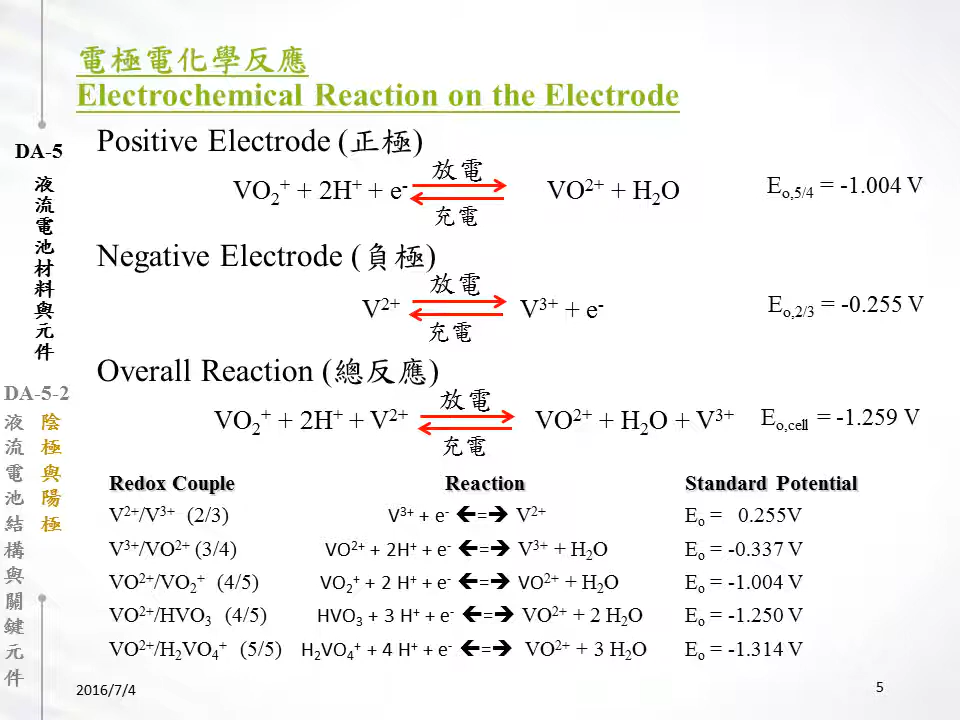 電極電化學反應
Electrochemical Reaction on the Electrode
DA-5
液流電池材料與元件
DA-5-2
液流電池結構與關鍵元件
陰極與陽極
Positive Electrode (正極)
放電
VO₂⁺ + 2H⁺ + e⁻ VO²⁺ + H₂O E₀,₅/₄ = -1.004 V
充電
Negative Electrode (負極)
放電
V²⁺ V³⁺ + e⁻ E₀,₂/₃ = -0.255 V
充電
Overall Reaction (總反應)
放電
VO₂⁺ + 2H⁺ + V²⁺ VO²⁺ + H₂O + V³⁺ Eo,cell = -1.259 V
充電
Redox Couple Reaction Standard Potential
V²⁺/V³⁺ (2/3) V³⁺ + e⁻ 🡸=🡺 V²⁺ Eₒ = 0.255V
V³⁺/VO²⁺ (3/4) VO²⁺ + 2H⁺ + e⁻ 🡸=🡺 V³⁺ + H₂O Eₒ = -0.337 V
VO²⁺/VO₂⁺ (4/5) VO₂⁺ + 2 H⁺ + e⁻ 🡸=🡺 VO²⁺ + H₂O Eₒ = -1.004 V
VO²⁺/HVO₃ (4/5) HVO₃ + 3 H⁺ + e⁻ 🡸=🡺 VO²⁺ + 2 H₂O Eₒ = -1.250 V
VO²⁺/H₂VO₄⁺ (5/5) H₂VO₄⁺ + 4 H⁺ + e⁻ 🡸=🡺 VO²⁺ + 3 H₂O Eₒ = -1.314 V
2016/7/4
5